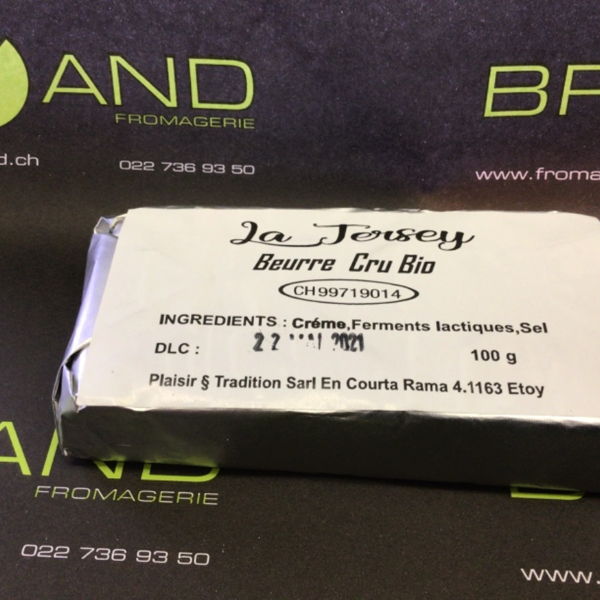 AND
FROMAGERIE
d.ch
022 736 93 50
BR
www.froma
La Jersey
Beurre Cru Bio
CH99719014
INGREDIENTS : Créme,Ferments lactiques,Sel
DLC : 22 MAI 2021
100 g
Plaisir § Tradition Sarl En Courta Rama 4.1163 Etoy
AND
FROMAGERIE
022 736 93 50
www.